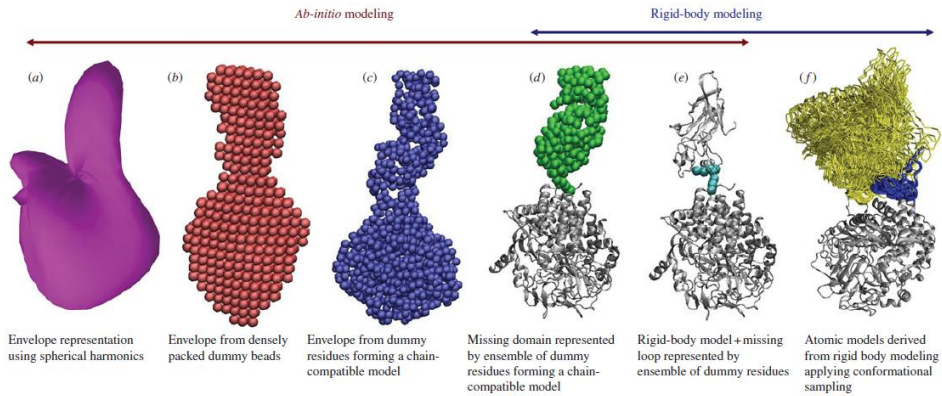 Ab-initio modeling
Rigid-body modeling
(a)
(b)
(c)
(d)
(e)
(f)
Envelope representation
using spherical harmonics
Envelope from densely
packed dummy beads
Envelope from dummy
residues forming a chain-
compatible model
Missing domain represented
by ensemble of dummy
residues forming a chain-
compatible model
Rigid-body model + missing
loop represented by
ensemble of dummy residues
Atomic models derived
from rigid body modeling
applying conformational
sampling